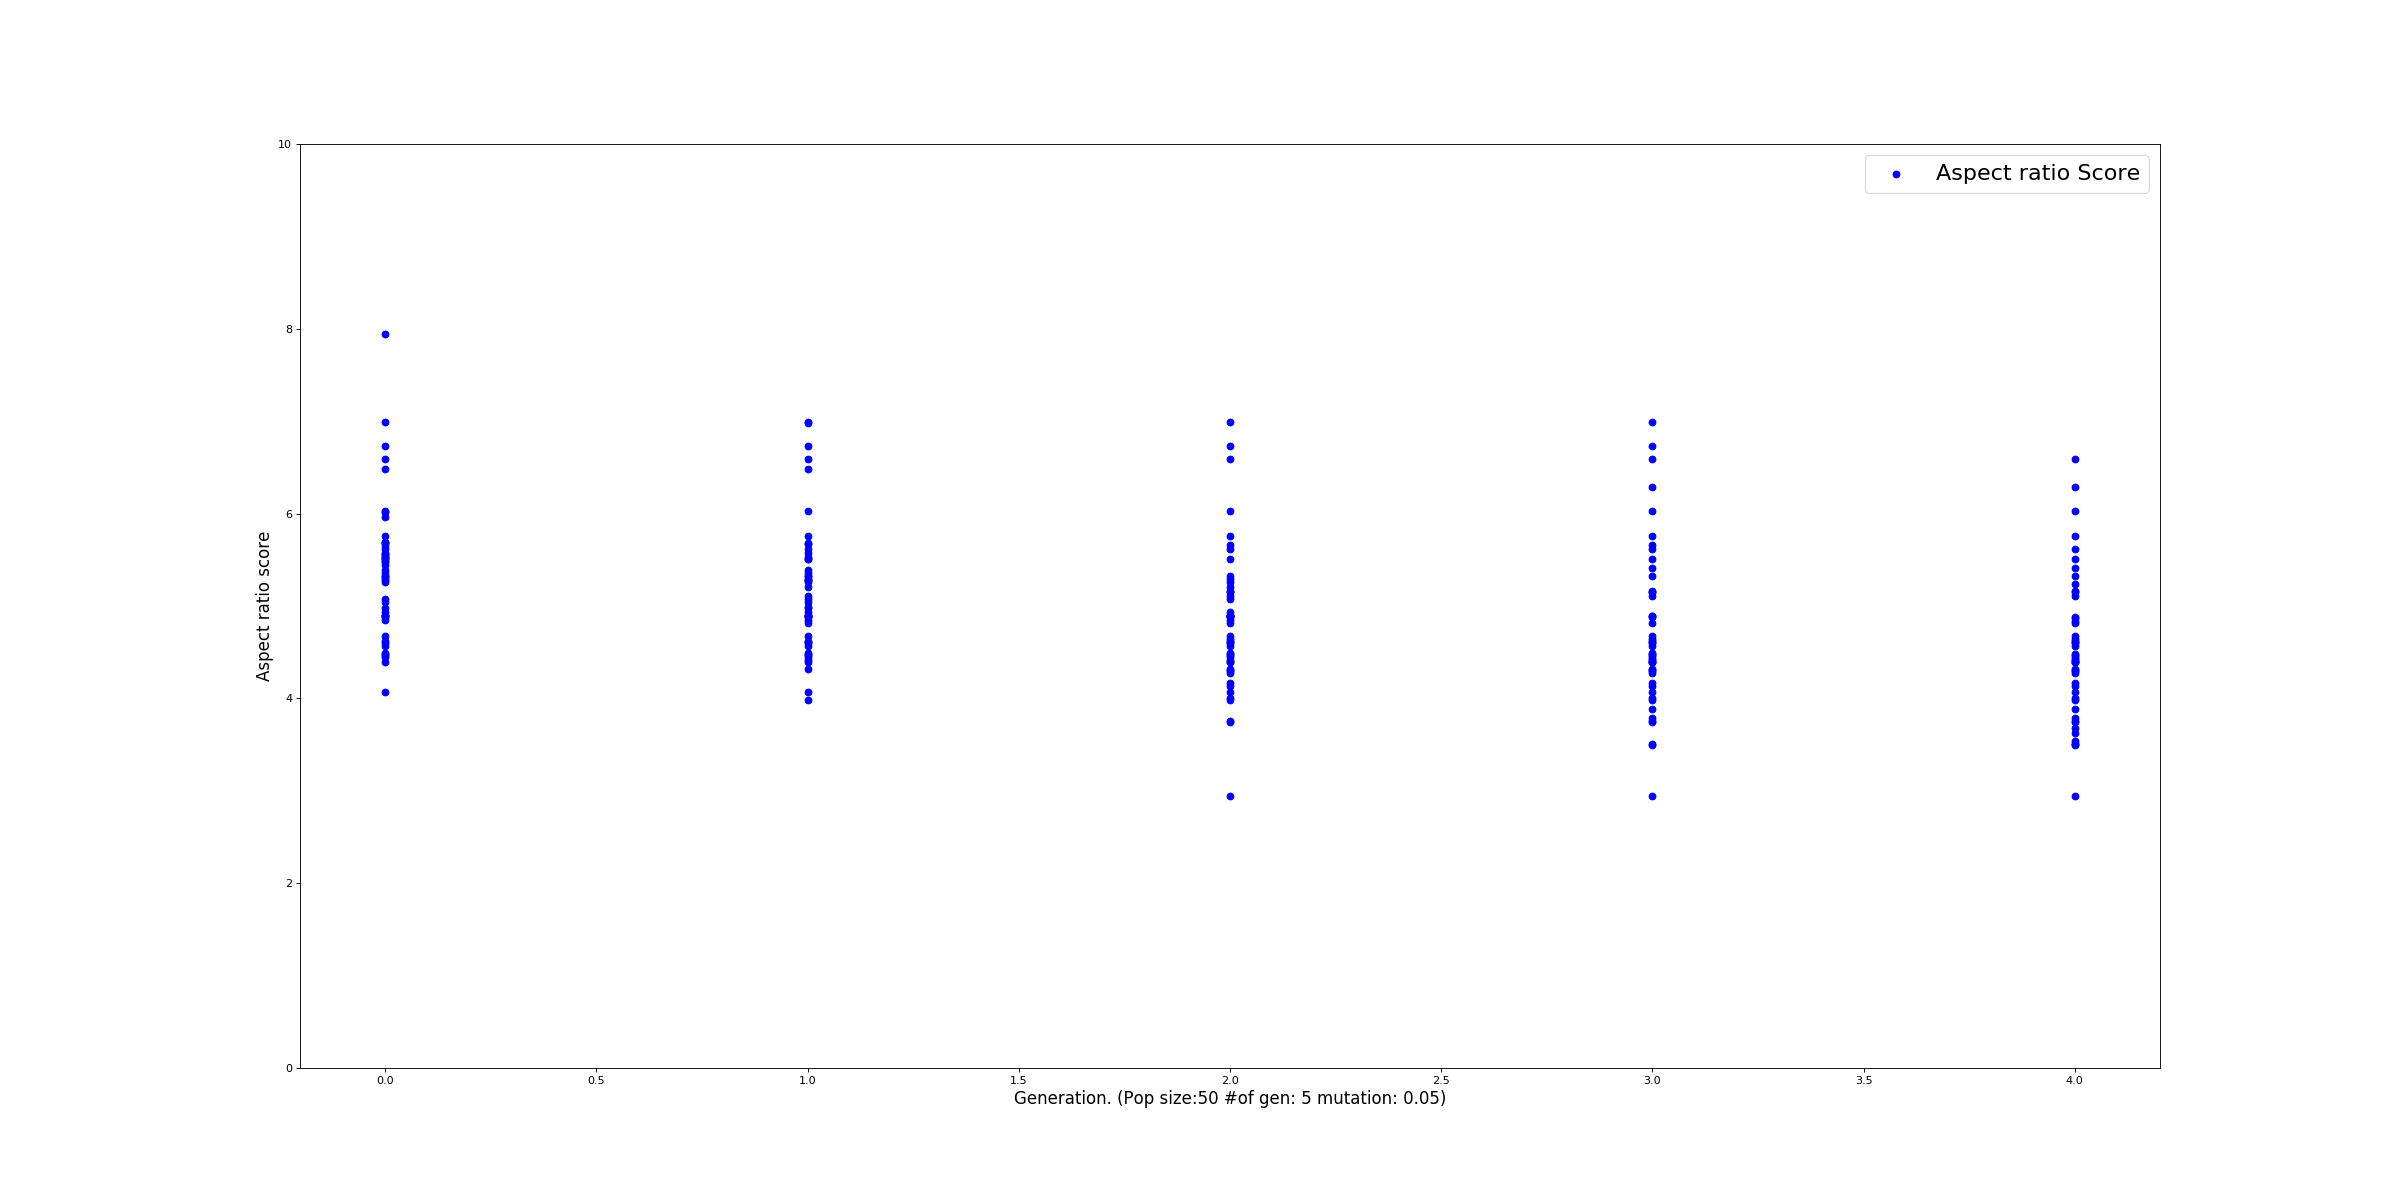 10
Aspect ratio Score
8
6
Aspect ratio score
4
2
0
0.0 0.5 1.0 1.5 2.0 2.5 3.0 3.5 4.0
Generation. (Pop size:50 #of gen: 5 mutation: 0.05)